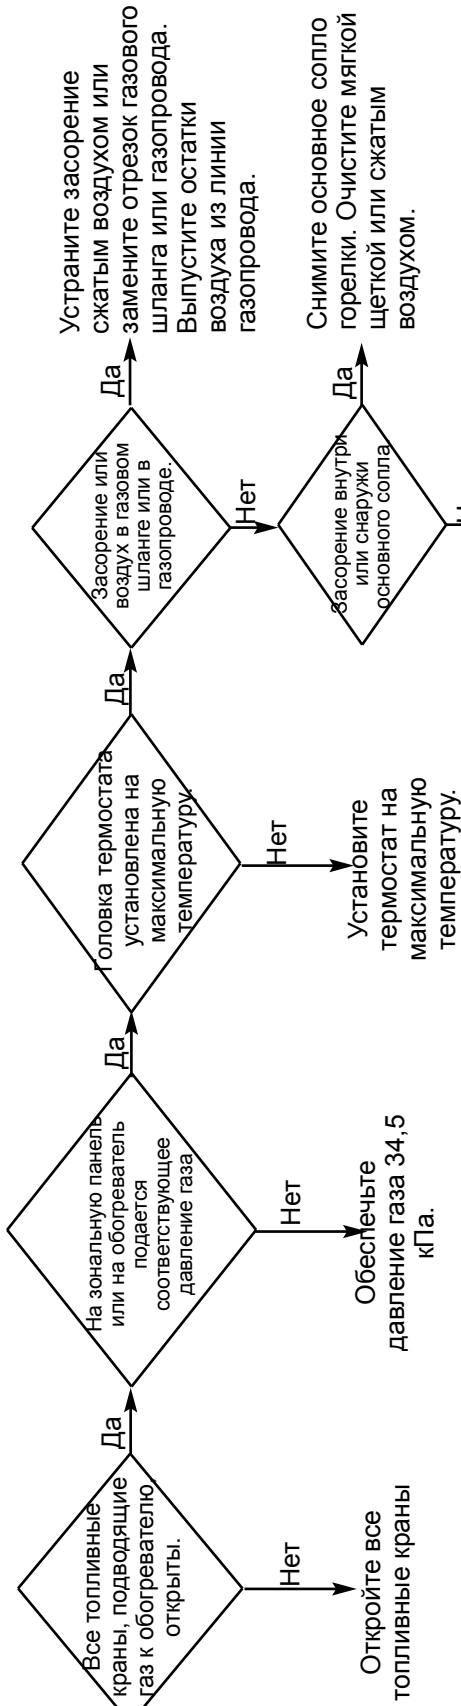 Все топливные
краны, подводящие
газ к обогревателю,
открыты.
Да
Нет
Откройте все
топливные краны
На зональную панель
или на обогреватель
подается
соответствующее
давление газа
Да
Нет
Обеспечьте
давление газа 34,5
кПа.
Головка термостата
установлена на
максимальную
температуру.
Да
Нет
Установите
термостат на
максимальную
температуру.
Засорение или
воздух в газовом
шланге или в
газопроводе.
Да
Устраните засорение
сжатым воздухом или
замените отрезок газового
шланга или газопровода.
Выпустите остатки
воздуха из линии
газопровода.
Нет
Засорение внутри
или снаружи
основного сопла
Да
Снимите основное сопло
горелки. Очистите мягкой
щеткой или сжатым
воздухом.